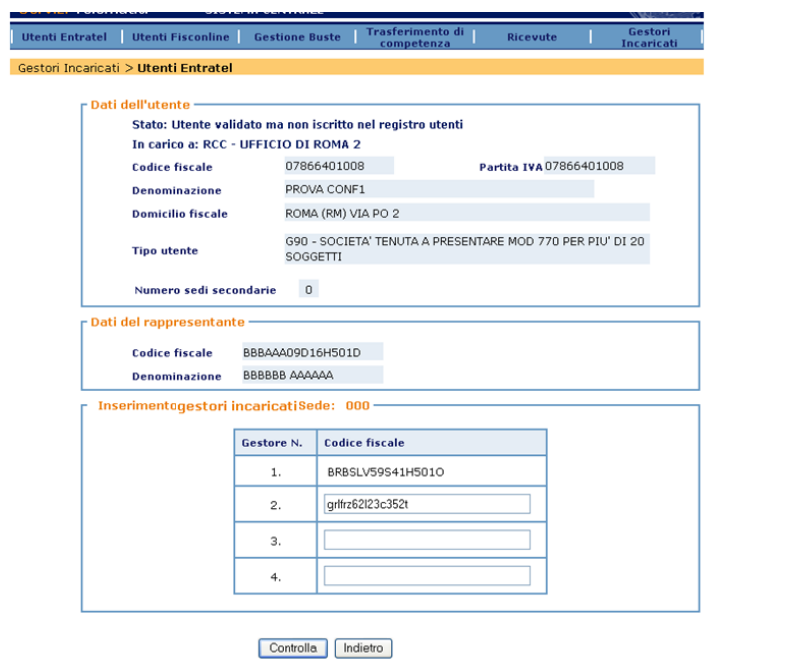 Utenti Entratel | Utenti Fisconline | Gestione Buste | Trasferimento di competenza | Ricevute | Gestori Incaricati
Gestori Incaricati > Utenti Entratel
Dati dell'utente
Stato: Utente validato ma non iscritto nel registro utenti
In carico a: RCC - UFFICIO DI ROMA 2
Codice fiscale 07866401008 Partita IVA 07866401008
Denominazione PROVA CONF1
Domicilio fiscale ROMA (RM) VIA PO 2
Tipo utente G90 - SOCIETA' TENUTA A PRESENTARE MOD 770 PER PIU' DI 20
SOGGETTI
Numero sedi secondarie 0
Dati del rappresentante
Codice fiscale BBBAAA09D16H501D
Denominazione BBBBBB AAAAAA
Inserimento gestori incaricati Sede: 000
Gestore N. Codice fiscale
1. BRBSLV59S41H501O
2. grlfrz62l23c352t
3.
4.
Controlla Indietro